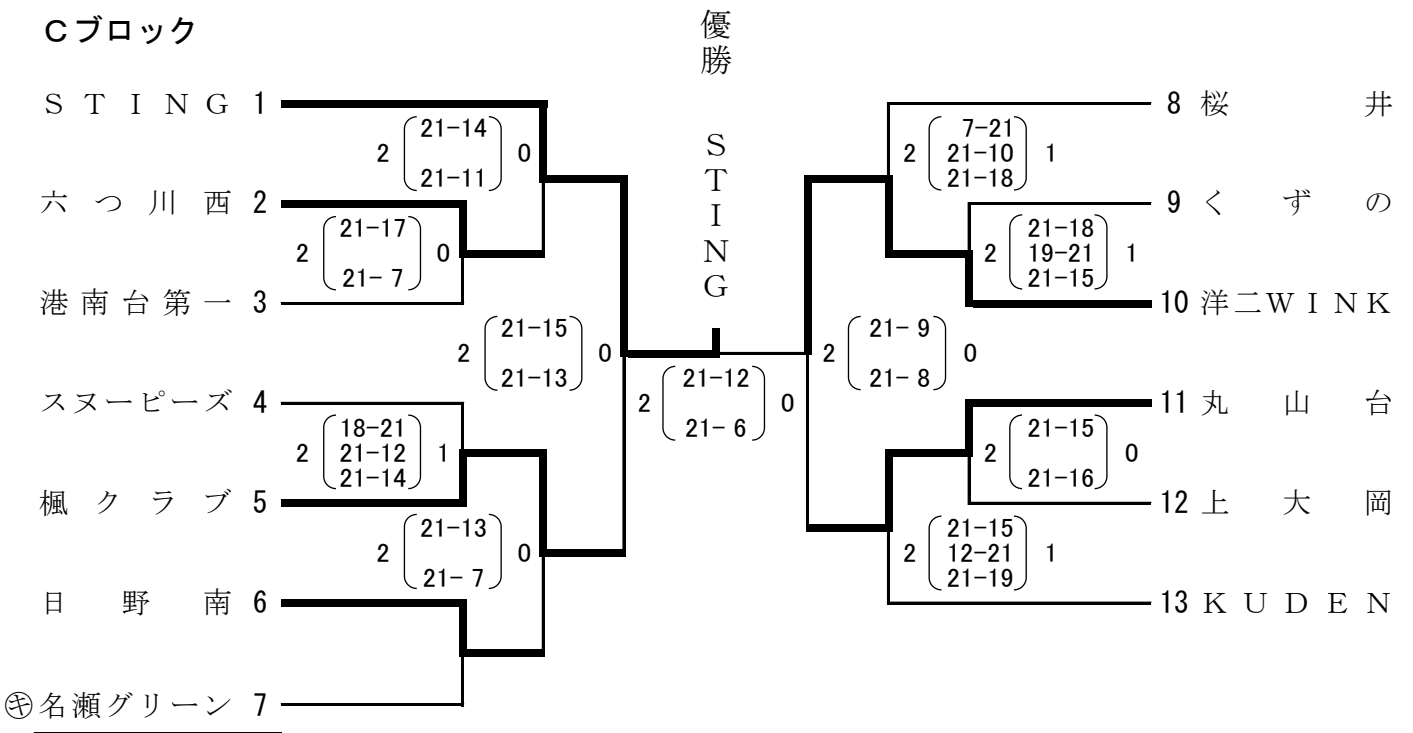 Cブロック
優勝 STING
STING 1
2 21-14 21-11 0
六つ川西 2
2 21-17 21- 7 0
港南台第一 3
2 21-15 21-13 0
スヌーピーズ 4
2 18-21 21-12 21-14 1
楓クラブ 5
2 21-13 21- 7 0
日野南 6
㋖名瀬グリーン 7
2 21-12 21- 6 0
8 桜井
2 7-21 21-10 21-18 1
9 くずの
2 21-18 19-21 21-15 1
10 洋二WINK
2 21- 9 21- 8 0
11 丸山台
2 21-15 21-16 0
12 上大岡
2 21-15 12-21 21-19 1
13 KUDEN